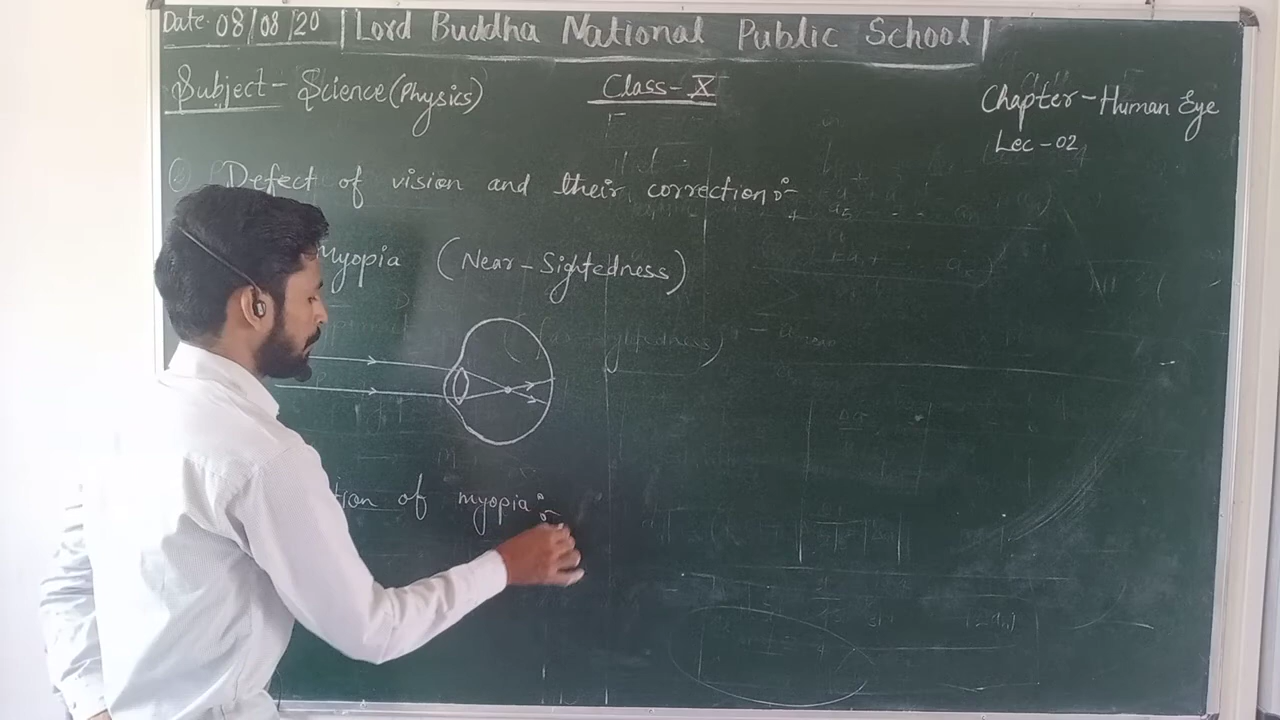 Date: 08/08/20 | Lord Buddha National Public School |
Subject - Science (Physics)
Class - X
Chapter - Human Eye
Lec - 02
Defect of vision and their correction :-
Myopia (Near - Sightedness)
tion of myopia :-